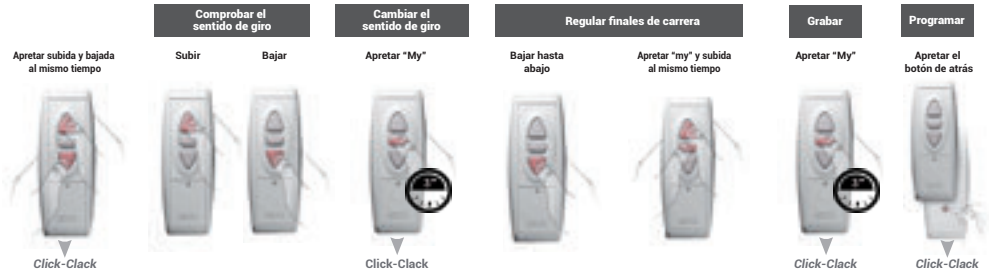 Comprobar el
sentido de giro
Cambiar el
sentido de giro
Regular finales de carrera
Grabar
Programar
Apretar subida y bajada
al mismo tiempo
Subir
Bajar
Apretar “My”
Bajar hasta
abajo
Apretar “my” y subida
al mismo tiempo
Apretar “My”
Apretar el
botón de atrás
Click-Clack
Click-Clack
Click-Clack
Click-Clack